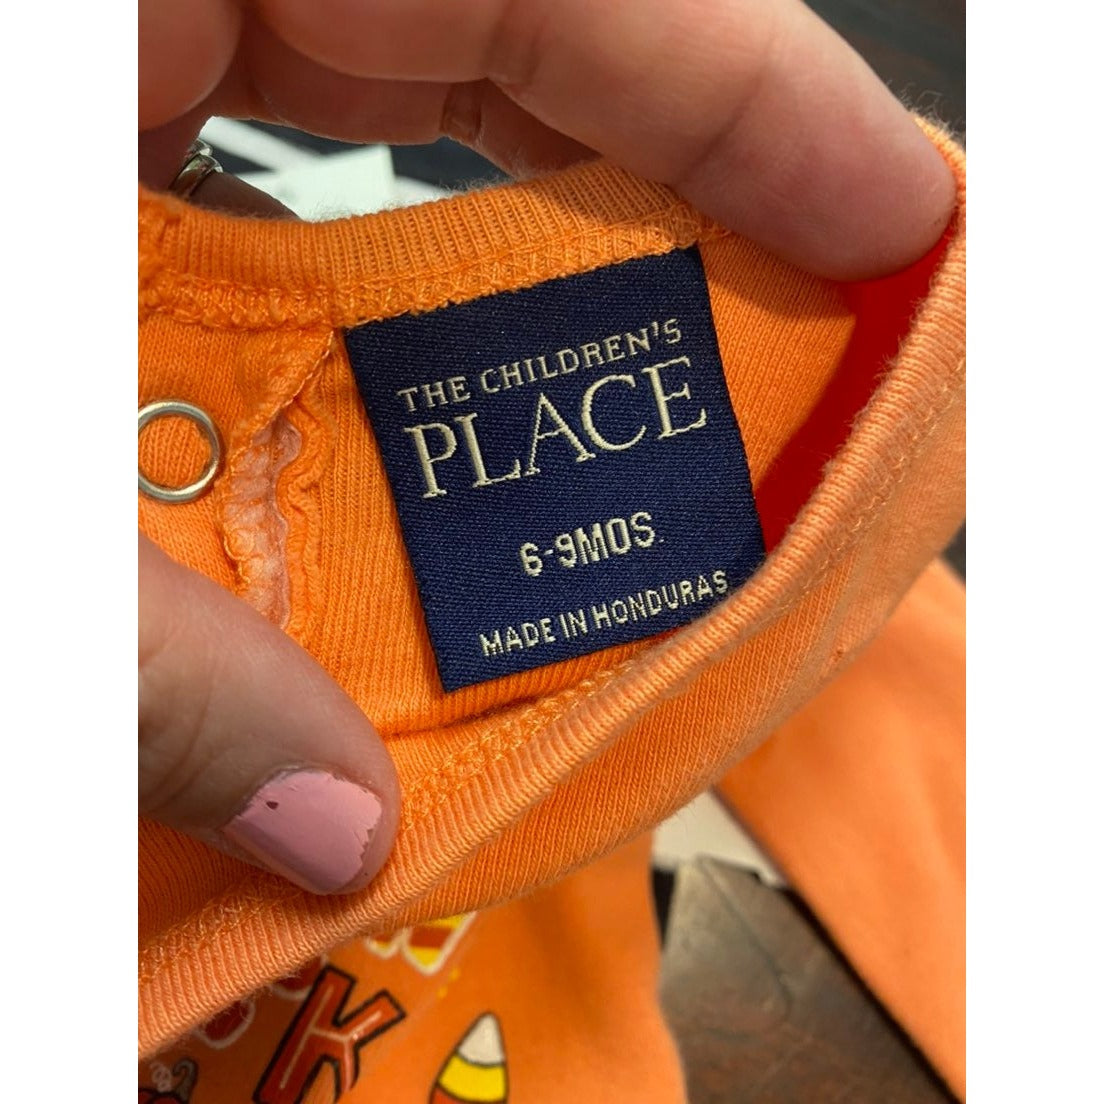 THE CHILDREN'S
PLACE
6-9MOS.
MADE IN HONDURAS
K